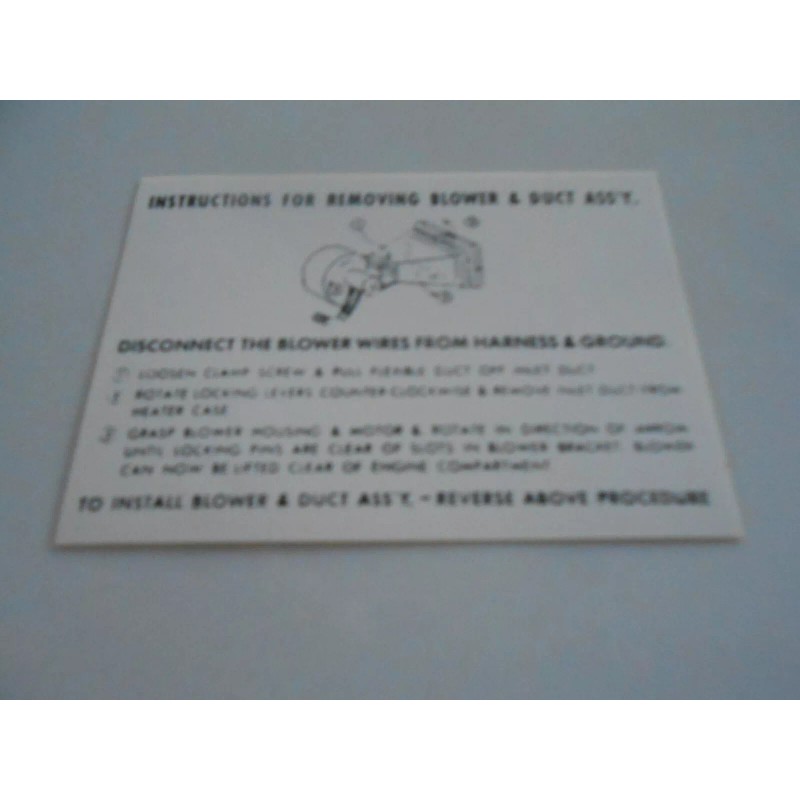 INSTRUCTIONS FOR REMOVING BLOWER & DUCT ASS'Y.
DISCONNECT THE BLOWER WIRES FROM HARNESS & GROUND.
1 LOOSEN CLAMP SCREW & PULL FLEXIBLE DUCT OFF INLET DUCT
2 ROTATE LOCKING LEVERS COUNTER-CLOCKWISE & REMOVE INLET DUCT FROM
HEATER CASE
3 GRASP BLOWER HOUSING & MOTOR & ROTATE IN DIRECTION OF ARROW
UNTIL LOCKING PINS ARE CLEAR OF SLOTS IN BLOWER BRACKET. BLOWER
CAN NOW BE LIFTED CLEAR OF ENGINE COMPARTMENT
TO INSTALL BLOWER & DUCT ASS'Y. - REVERSE ABOVE PROCEDURE